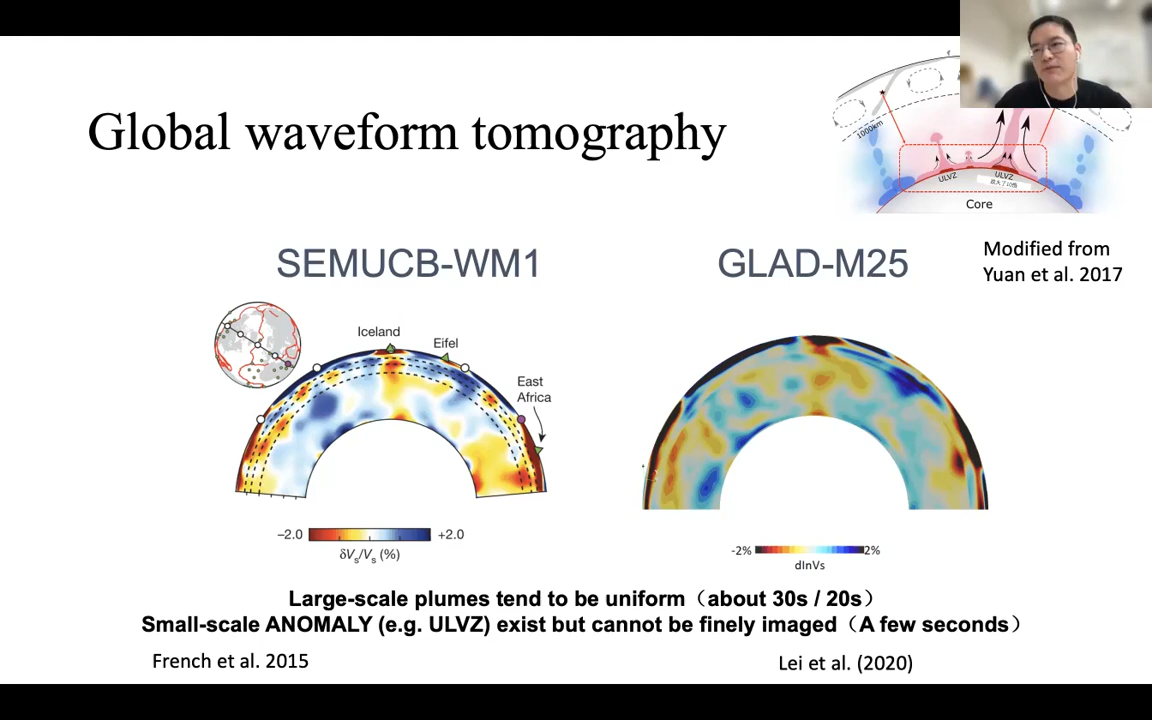 Global waveform tomography
1000km
ULVZ
ULVZ
Core
Modified from
Yuan et al. 2017
SEMUCB-WM1
GLAD-M25
Iceland
Eifel
East
Africa
−2.0
+2.0
δVs/Vs (%)
-2%
2%
dlnVs
Large-scale plumes tend to be uniform（about 30s / 20s）
Small-scale ANOMALY (e.g. ULVZ) exist but cannot be finely imaged（A few seconds）
French et al. 2015
Lei et al. (2020)